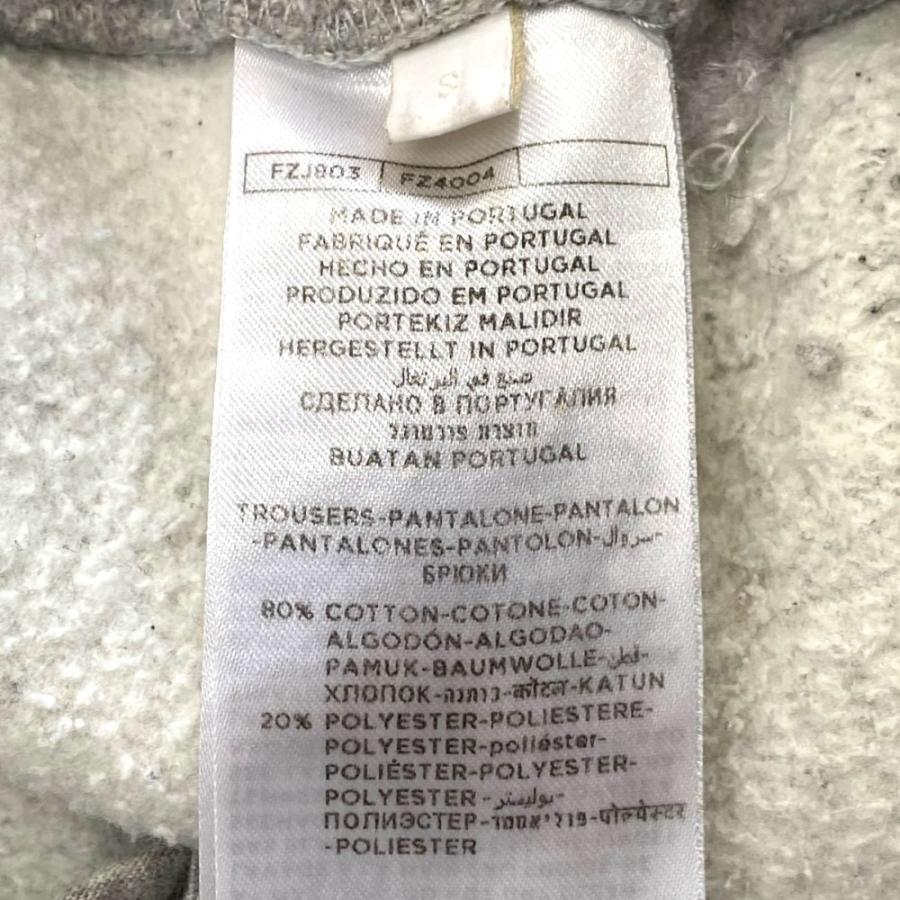 S
FZJ803 FZ4004
MADE IN PORTUGAL
FABRIQUÉ EN PORTUGAL
HECHO EN PORTUGAL
PRODUZIDO EM PORTUGAL
PORTEKIZ MALIDIR
HERGESTELLT IN PORTUGAL
صنع في البرتغال
СДЕЛАНО В ПОРТУГАЛИЯ
תוצרת פורטוגל
BUATAN PORTUGAL
TROUSERS-PANTALONE-PANTALON
-PANTALONES-PANTOLON-سروال-
БРЮКИ
80% COTTON-COTONE-COTON-
ALGODÓN-ALGODAO-
PAMUK-BAUMWOLLE-قطن-
ХЛОПОК-כותנה-कॉटन-KATUN
20% POLYESTER-POLIESTERE-
POLYESTER-poliéster-
POLIÉSTER-POLYESTER-
POLYESTER-بوليستر-
ПОЛИЭСТЕР-פוליאסטר-पोल्येस्टर
-POLIESTER